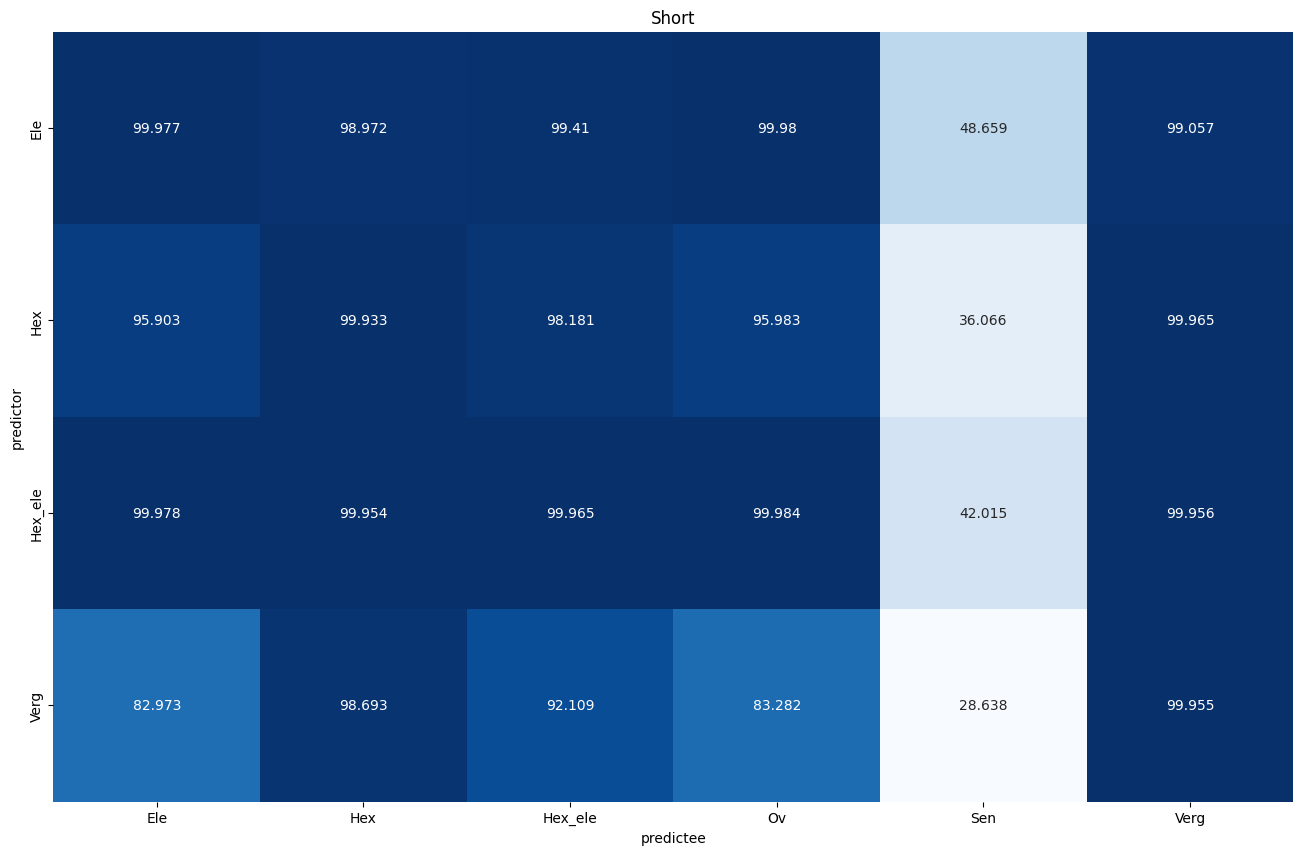 Short
predictor
Ele
99.977 98.972 99.41 99.98 48.659 99.057
Hex
95.903 99.933 98.181 95.983 36.066 99.965
Hex_ele
99.978 99.954 99.965 99.984 42.015 99.956
Verg
82.973 98.693 92.109 83.282 28.638 99.955
Ele Hex Hex_ele Ov Sen Verg
predictee